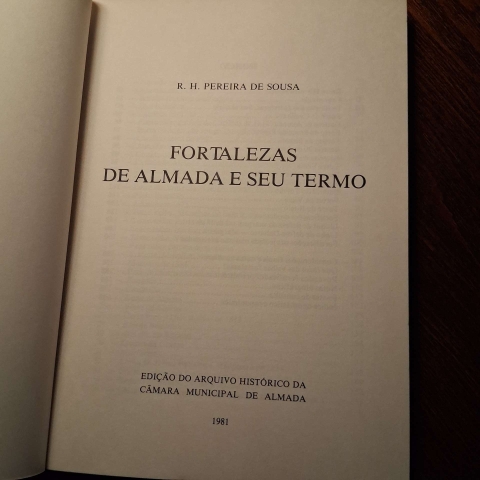 R. H. PEREIRA DE SOUSA
FORTALEZAS
DE ALMADA E SEU TERMO
EDIÇÃO DO ARQUIVO HISTÓRICO DA
CÂMARA MUNICIPAL DE ALMADA
1981